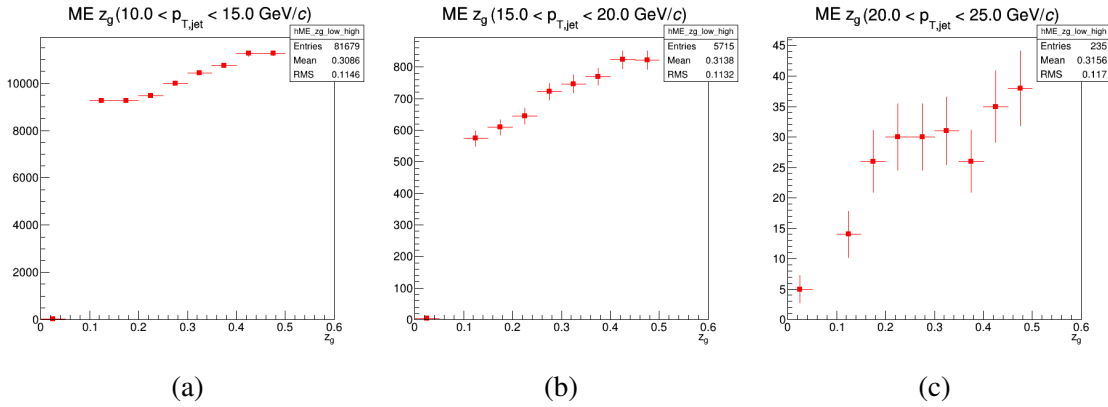 ME z_g (10.0 < p_T,jet < 15.0 GeV/c)
hME_zg_low_high
Entries 81679
Mean 0.3086
RMS 0.1146
10000
8000
6000
4000
2000
0
0 0.1 0.2 0.3 0.4 0.5 0.6
z_g
(a)
ME z_g (15.0 < p_T,jet < 20.0 GeV/c)
hME_zg_low_high
Entries 5715
Mean 0.3138
RMS 0.1132
800
700
600
500
400
300
200
100
0
0 0.1 0.2 0.3 0.4 0.5 0.6
z_g
(b)
ME z_g (20.0 < p_T,jet < 25.0 GeV/c)
hME_zg_low_high
Entries 235
Mean 0.3156
RMS 0.117
45
40
35
30
25
20
15
10
5
0
0 0.1 0.2 0.3 0.4 0.5 0.6
z_g
(c)